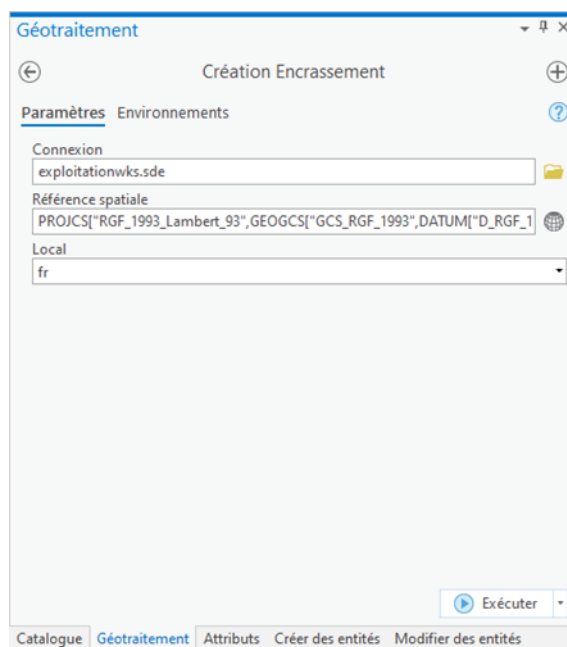 Géotraitement
Création Encrassement
Paramètres Environnements
Connexion
exploitationwks.sde
Référence spatiale
PROJCS["RGF_1993_Lambert_93",GEOGCS["GCS_RGF_1993",DATUM["D_RGF_1
Local
fr
Exécuter
Catalogue Géotraitement Attributs Créer des entités Modifier des entités